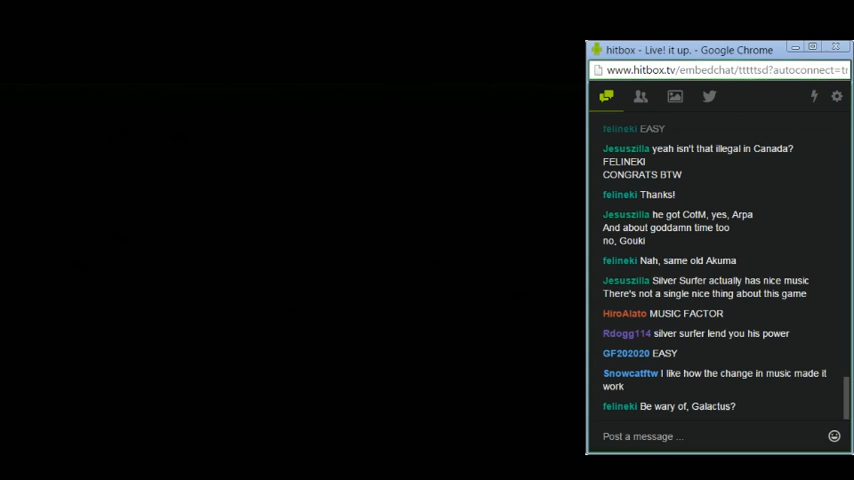 hitbox - Live! it up. - Google Chrome
www.hitbox.tv/embedchat/tttttsd?autoconnect=tr
felineki EASY
Jesuszilla yeah isn't that illegal in Canada?
FELINEKI
CONGRATS BTW
felineki Thanks!
Jesuszilla he got CotM, yes, Arpa
And about goddamn time too
no, Gouki
felineki Nah, same old Akuma
Jesuszilla Silver Surfer actually has nice music
There's not a single nice thing about this game
HiroAlato MUSIC FACTOR
Rdogg114 silver surfer lend you his power
GF202020 EASY
Snowcatftw I like how the change in music made it
work
felineki Be wary of, Galactus?
Post a message ...